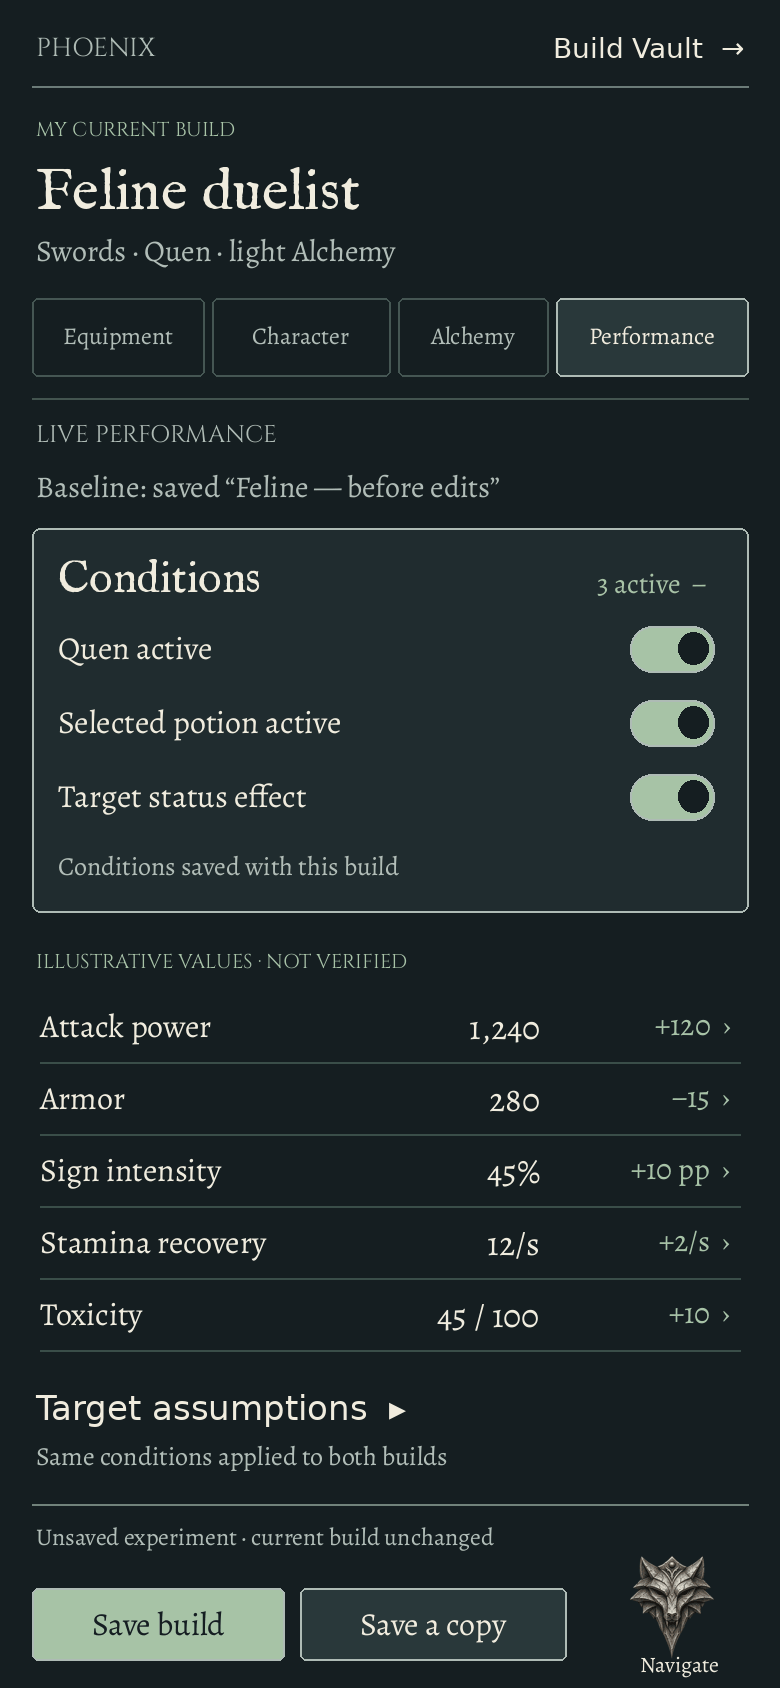 PHOENIX
Build Vault →
MY CURRENT BUILD
Feline duelist
Swords · Quen · light Alchemy
Equipment
Character
Alchemy
Performance
LIVE PERFORMANCE
Baseline: saved “Feline — before edits”
Conditions
3 active –
Quen active
Selected potion active
Target status effect
Conditions saved with this build
ILLUSTRATIVE VALUES · NOT VERIFIED
Attack power 1,240 +120 ›
Armor 280 −15 ›
Sign intensity 45% +10 pp ›
Stamina recovery 12/s +2/s ›
Toxicity 45 / 100 +10 ›
Target assumptions ▸
Same conditions applied to both builds
Unsaved experiment · current build unchanged
Save build
Save a copy
Navigate